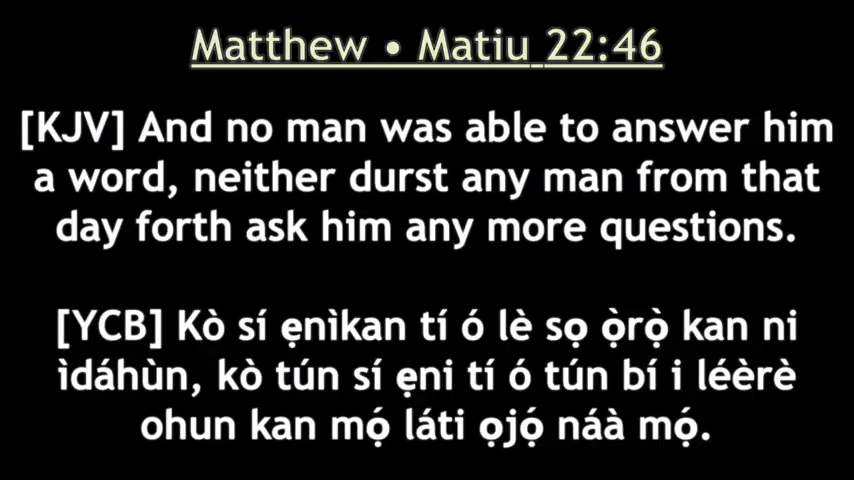 Matthew • Matiu 22:46
[KJV] And no man was able to answer him
a word, neither durst any man from that
day forth ask him any more questions.
[YCB] Kò sí ẹnìkan tí ó lè sọ ọ̀rọ̀ kan ni
ìdáhùn, kò tún sí ẹni tí ó tún bí i léèrè
ohun kan mọ́ láti ọjọ́ náà mọ́.